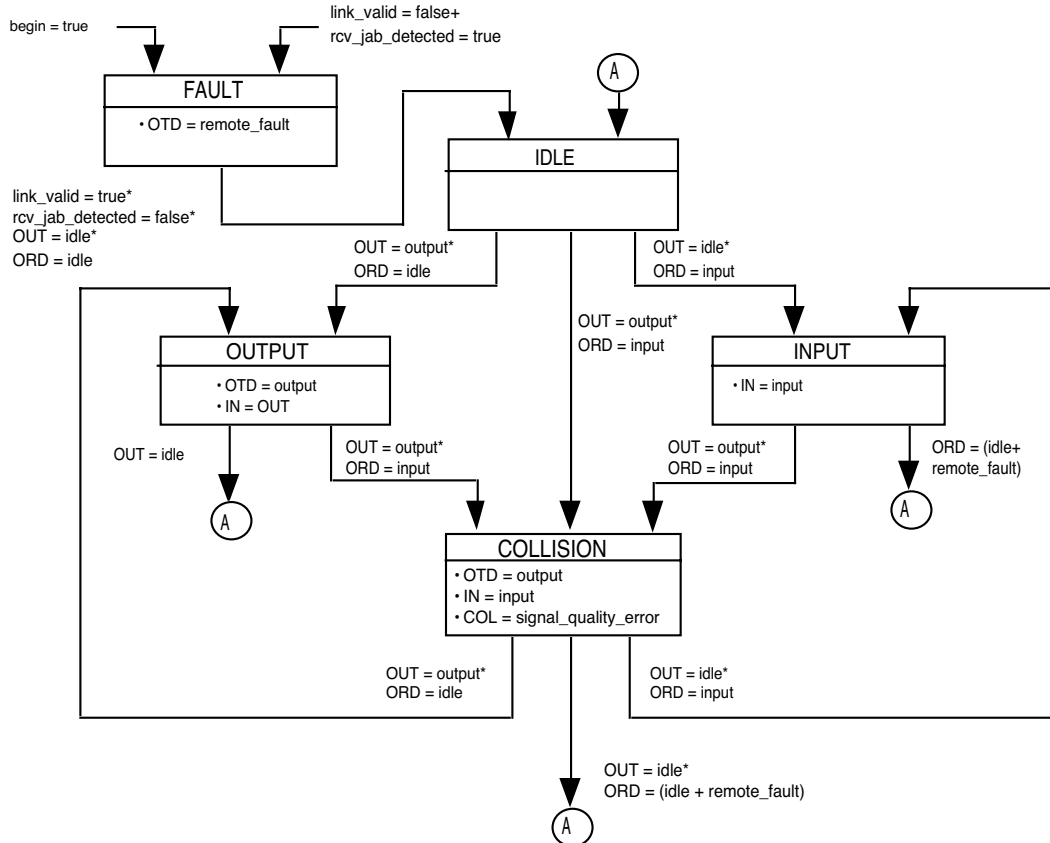 begin = true
link_valid = false+
rcv_jab_detected = true
FAULT
• OTD = remote_fault
A
IDLE
link_valid = true*
rcv_jab_detected = false*
OUT = idle*
ORD = idle
OUT = output*
ORD = idle
OUT = idle*
ORD = input
OUT = output*
ORD = input
OUTPUT
• OTD = output
• IN = OUT
INPUT
• IN = input
OUT = idle
OUT = output*
ORD = input
OUT = output*
ORD = input
ORD = (idle+
remote_fault)
A
A
COLLISION
• OTD = output
• IN = input
• COL = signal_quality_error
OUT = output*
ORD = idle
OUT = idle*
ORD = input
OUT = idle*
ORD = (idle + remote_fault)
A